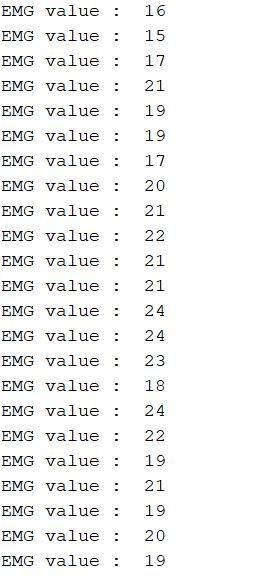 EMG value :  16
EMG value :  15
EMG value :  17
EMG value :  21
EMG value :  19
EMG value :  19
EMG value :  17
EMG value :  20
EMG value :  21
EMG value :  22
EMG value :  21
EMG value :  21
EMG value :  24
EMG value :  24
EMG value :  23
EMG value :  18
EMG value :  24
EMG value :  22
EMG value :  19
EMG value :  21
EMG value :  19
EMG value :  20
EMG value :  19